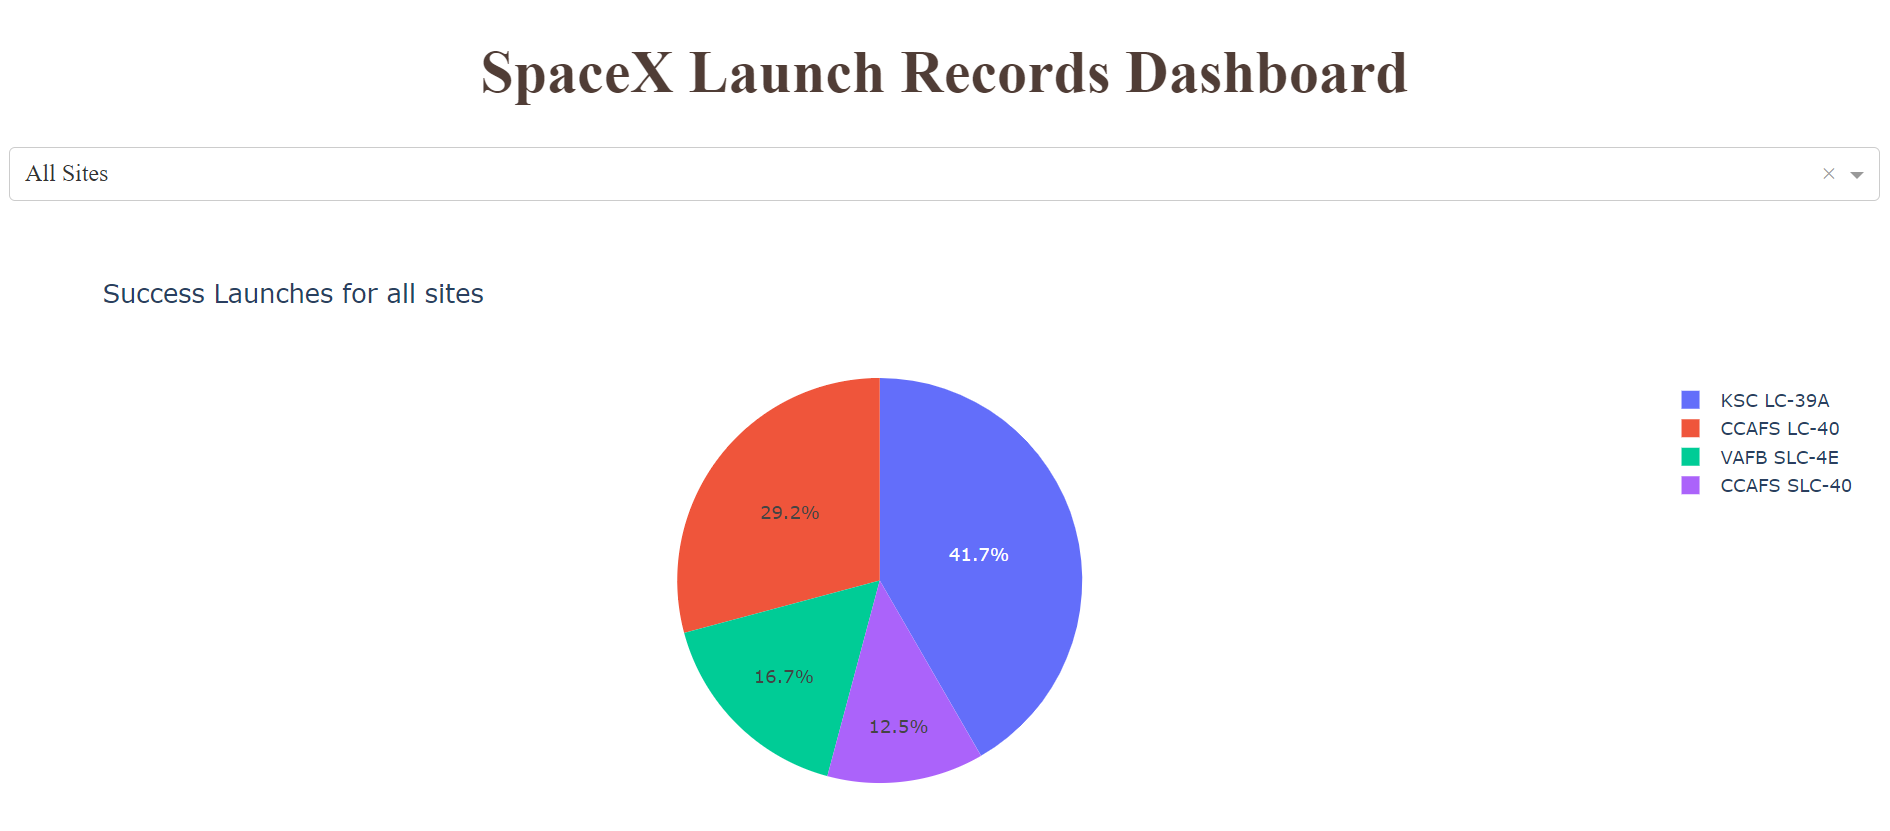 SpaceX Launch Records Dashboard
All Sites
Success Launches for all sites
KSC LC-39A
CCAFS LC-40
VAFB SLC-4E
CCAFS SLC-40
29.2%
41.7%
16.7%
12.5%